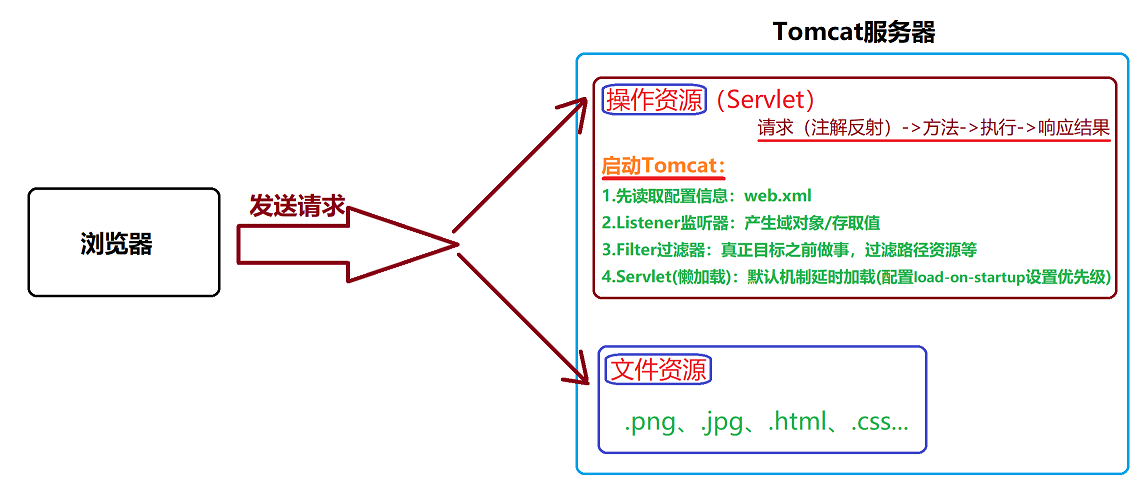 Tomcat服务器
操作资源（Servlet）
请求（注解反射）->方法->执行->响应结果
启动Tomcat：
1.先读取配置信息：web.xml
2.Listener监听器：产生域对象/存取值
3.Filter过滤器：真正目标之前做事，过滤路径资源等
4.Servlet(懒加载)：默认机制延时加载(配置load-on-startup设置优先级)
发送请求
浏览器
文件资源
.png、.jpg、.html、.css...